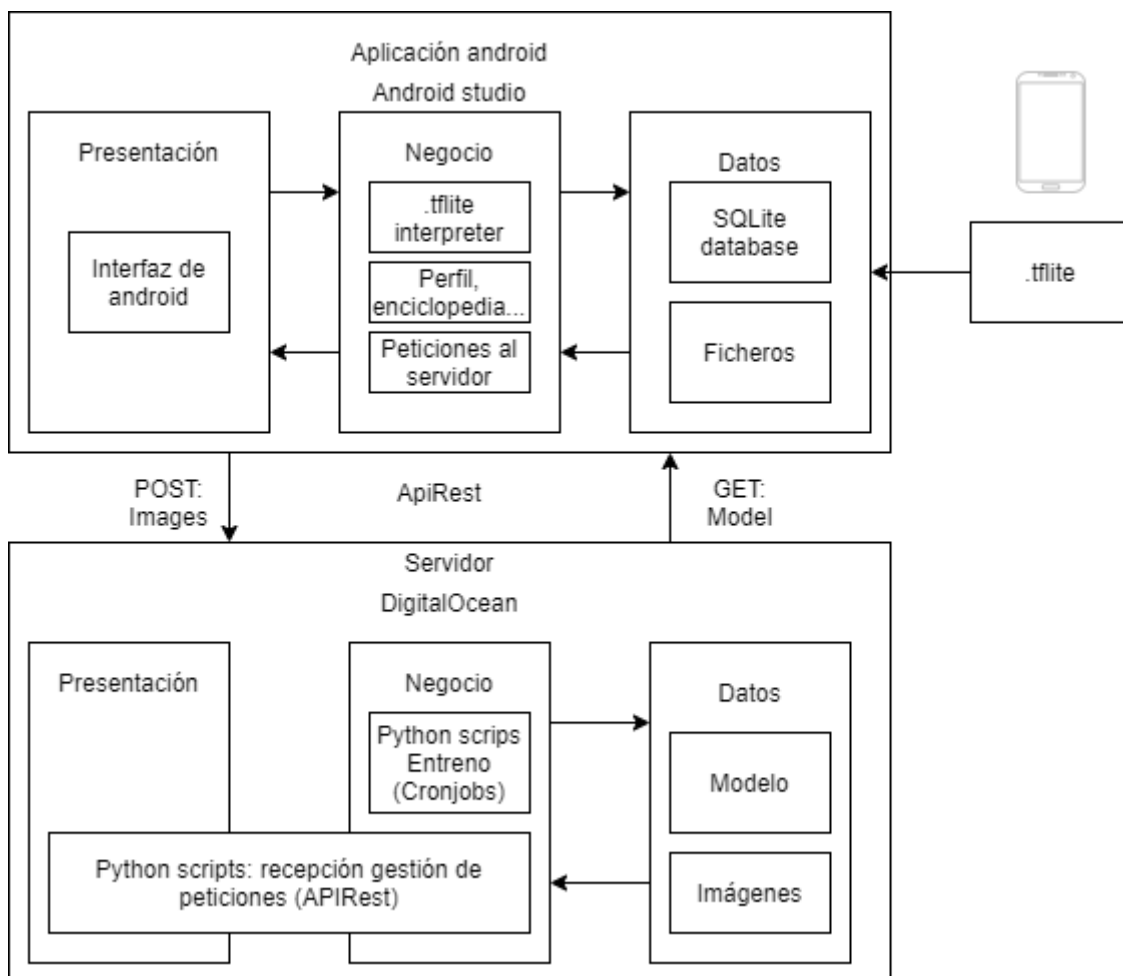 Aplicación android
Android studio
Presentación
Interfaz de
android
Negocio
.tflite
interpreter
Perfil,
enciclopedia...
Peticiones al
servidor
Datos
SQLite
database
Ficheros
.tflite
POST:
Images
ApiRest
GET:
Model
Servidor
DigitalOcean
Presentación
Negocio
Python scrips
Entreno
(Cronjobs)
Python scripts: recepción gestión de
peticiones (APIRest)
Datos
Modelo
Imágenes